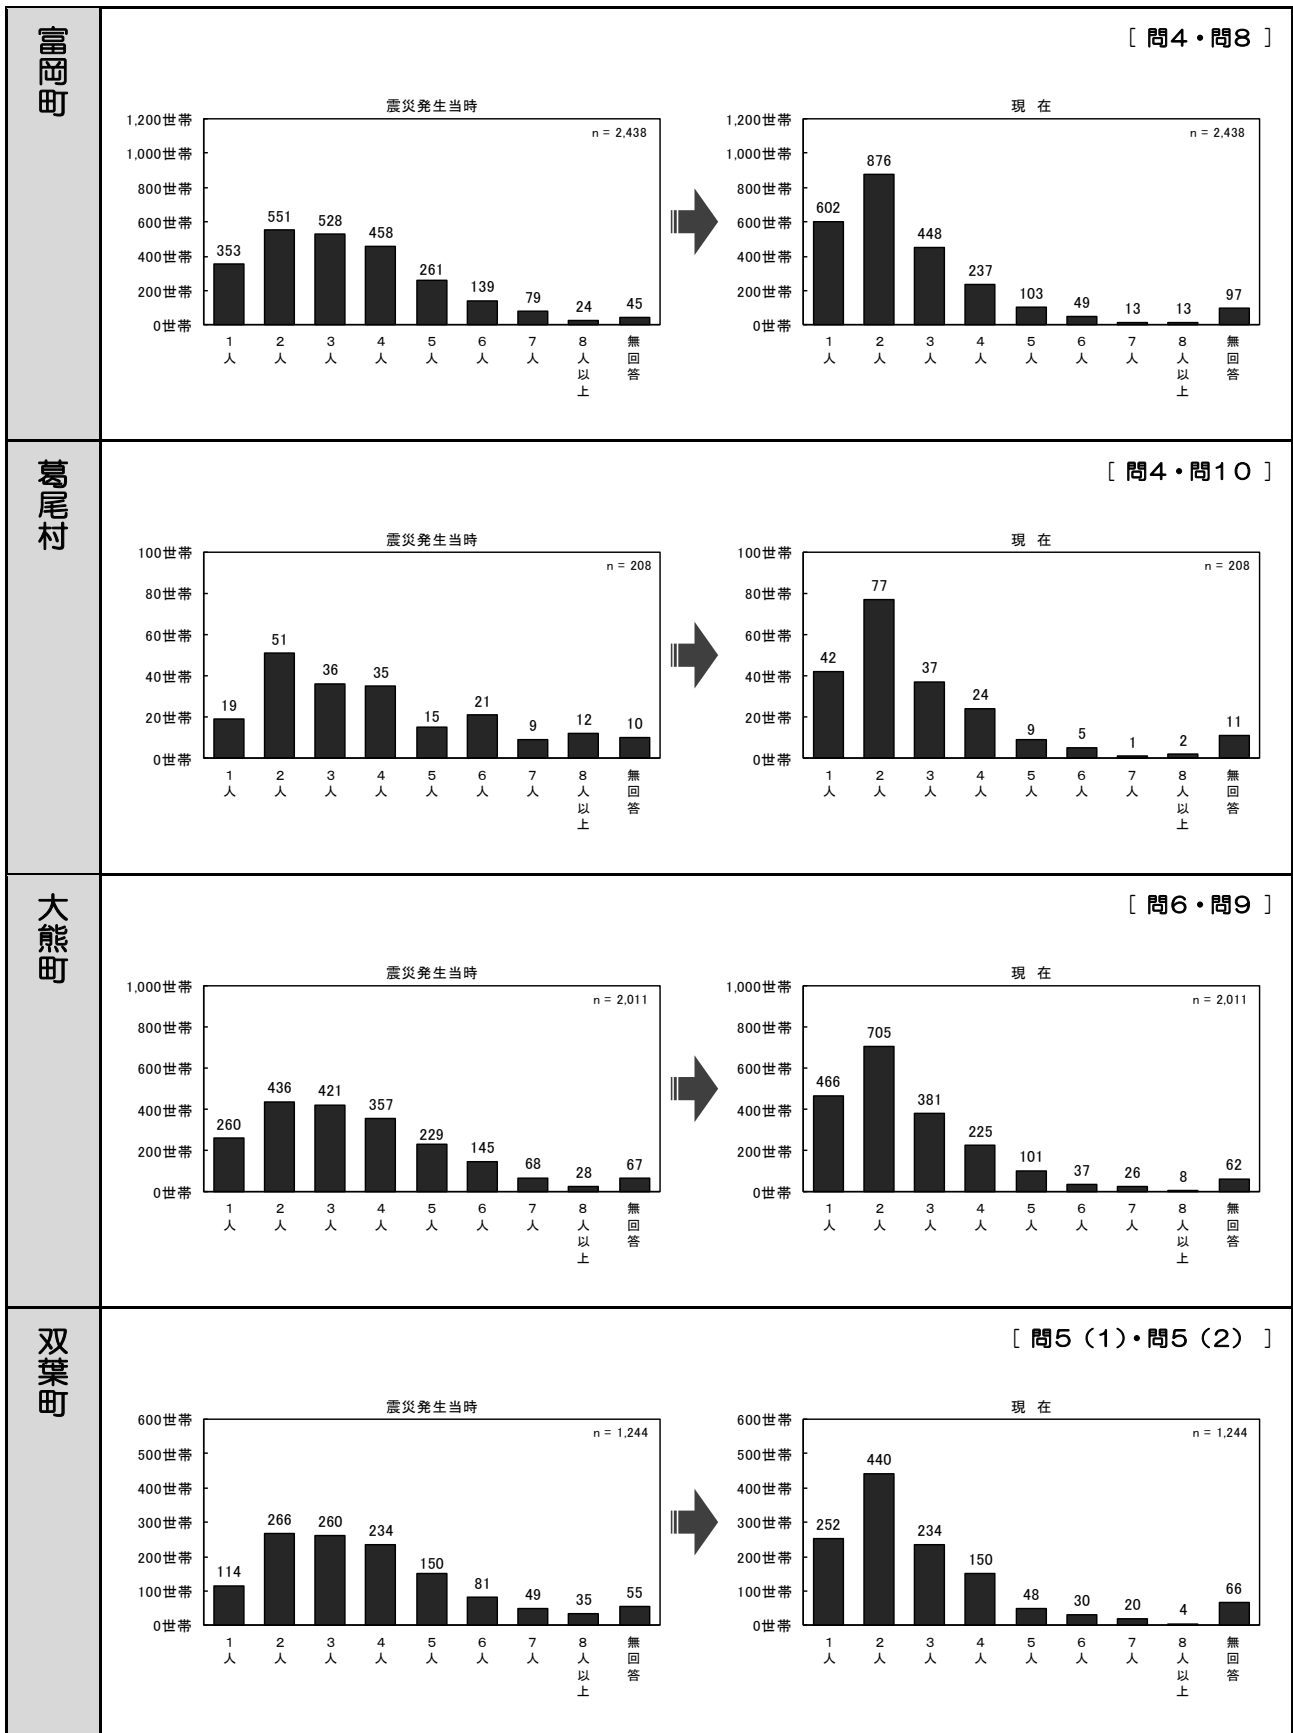 富岡町
[ 問4・問8 ]
震災発生当時
n = 2,438
1,200世帯
1,000世帯
800世帯
600世帯
400世帯
200世帯
0世帯
353 551 528 458 261 139 79 24 45
1人 2人 3人 4人 5人 6人 7人 8人以上 無回答
現 在
n = 2,438
1,200世帯
1,000世帯
800世帯
600世帯
400世帯
200世帯
0世帯
602 876 448 237 103 49 13 13 97
1人 2人 3人 4人 5人 6人 7人 8人以上 無回答
葛尾村
[ 問4・問10 ]
震災発生当時
n = 208
100世帯
80世帯
60世帯
40世帯
20世帯
0世帯
19 51 36 35 15 21 9 12 10
1人 2人 3人 4人 5人 6人 7人 8人以上 無回答
現 在
n = 208
100世帯
80世帯
60世帯
40世帯
20世帯
0世帯
42 77 37 24 9 5 1 2 11
1人 2人 3人 4人 5人 6人 7人 8人以上 無回答
大熊町
[ 問6・問9 ]
震災発生当時
n = 2,011
1,000世帯
800世帯
600世帯
400世帯
200世帯
0世帯
260 436 421 357 229 145 68 28 67
1人 2人 3人 4人 5人 6人 7人 8人以上 無回答
現 在
n = 2,011
1,000世帯
800世帯
600世帯
400世帯
200世帯
0世帯
466 705 381 225 101 37 26 8 62
1人 2人 3人 4人 5人 6人 7人 8人以上 無回答
双葉町
[ 問5（1）・問5（2） ]
震災発生当時
n = 1,244
600世帯
500世帯
400世帯
300世帯
200世帯
100世帯
0世帯
114 266 260 234 150 81 49 35 55
1人 2人 3人 4人 5人 6人 7人 8人以上 無回答
現 在
n = 1,244
600世帯
500世帯
400世帯
300世帯
200世帯
100世帯
0世帯
252 440 234 150 48 30 20 4 66
1人 2人 3人 4人 5人 6人 7人 8人以上 無回答